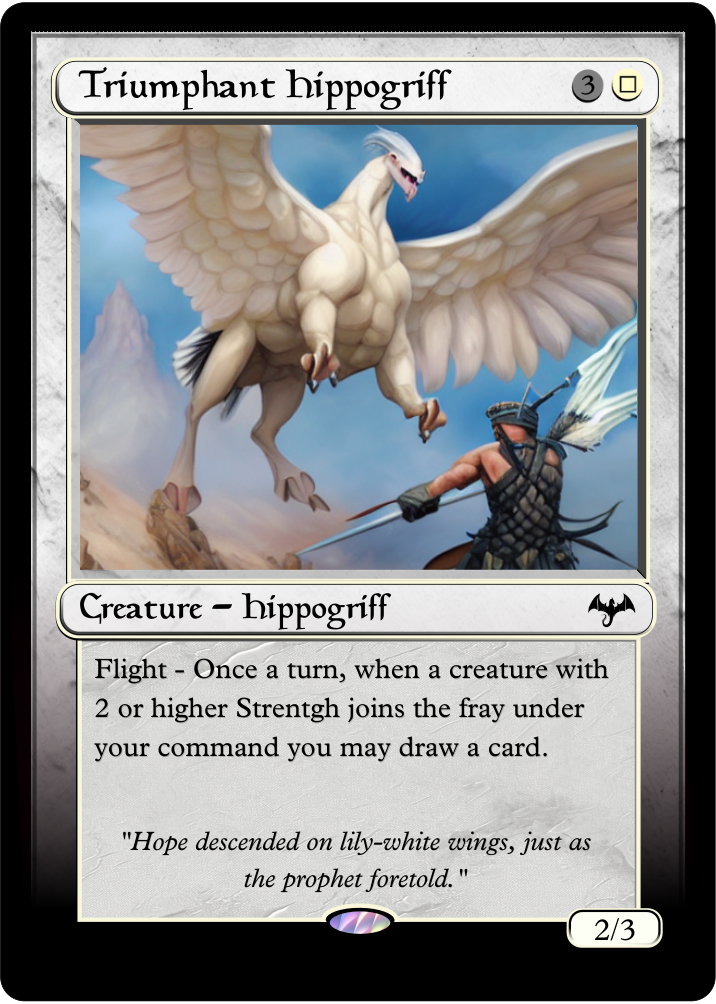 Triumphant Hippogriff 3
Creature – Hippogriff
Flight - Once a turn, when a creature with
2 or higher Strentgh joins the fray under
your command you may draw a card.
"Hope descended on lily-white wings, just as
the prophet foretold."
2/3